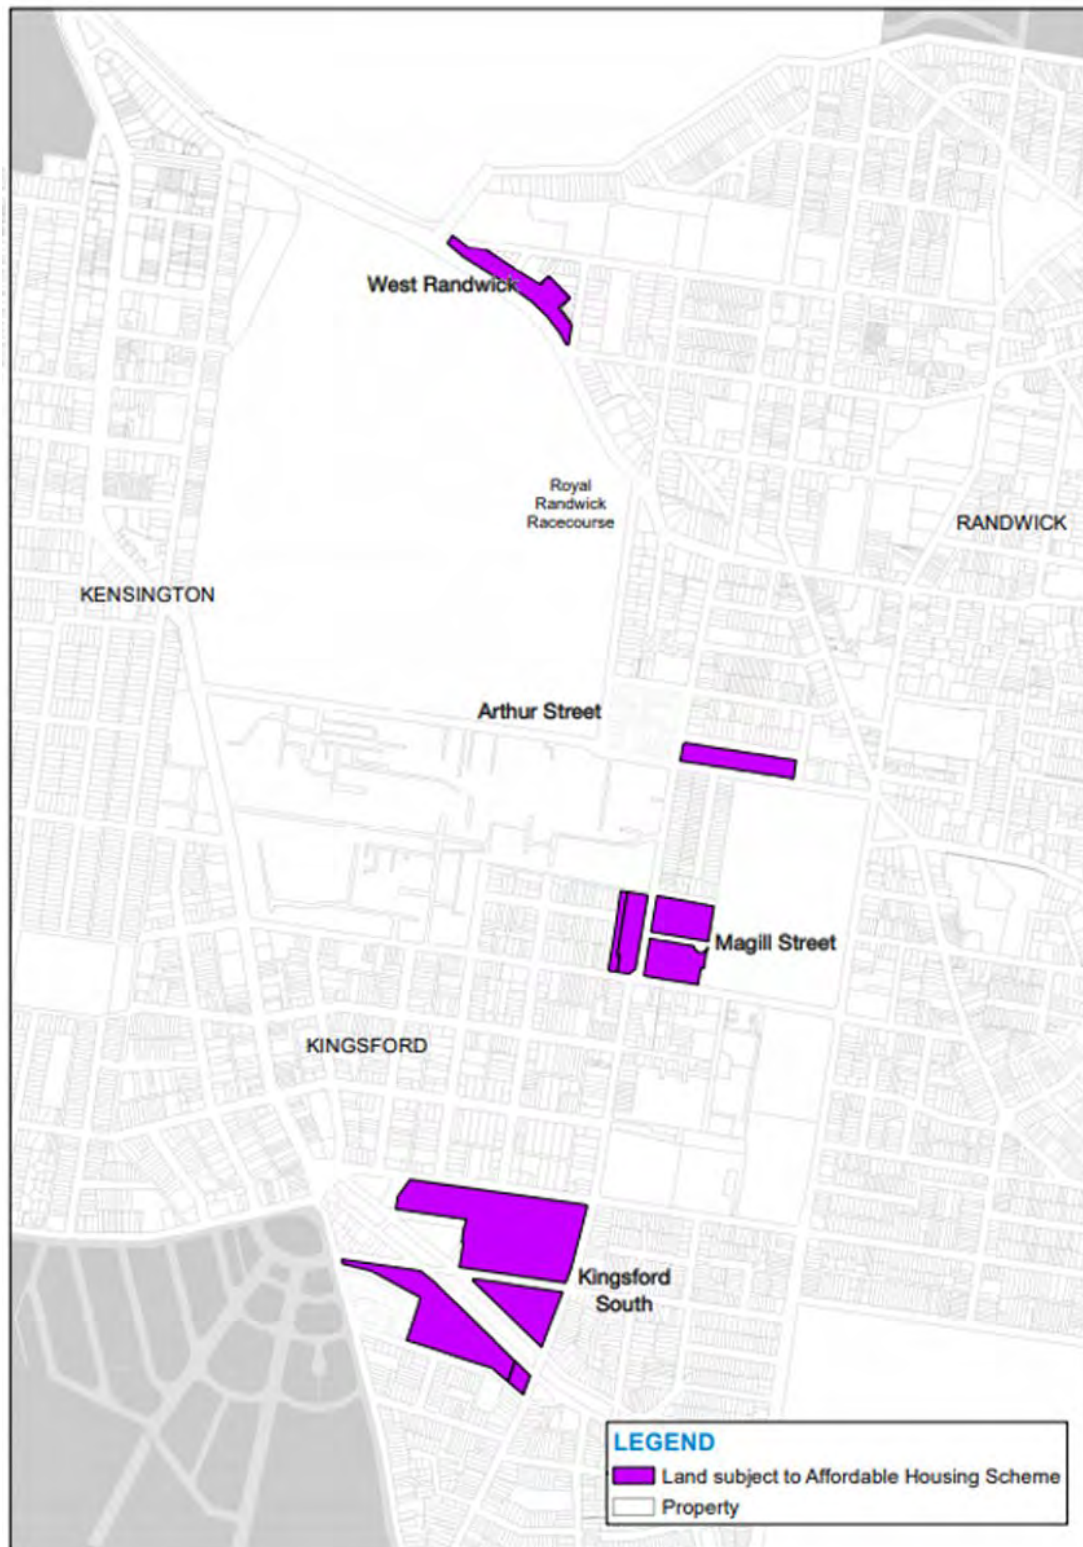 West Randwick
Royal
Randwick
Racecourse
RANDWICK
KENSINGTON
Arthur Street
Magill Street
KINGSFORD
Kingsford
South
LEGEND
Land subject to Affordable Housing Scheme
Property